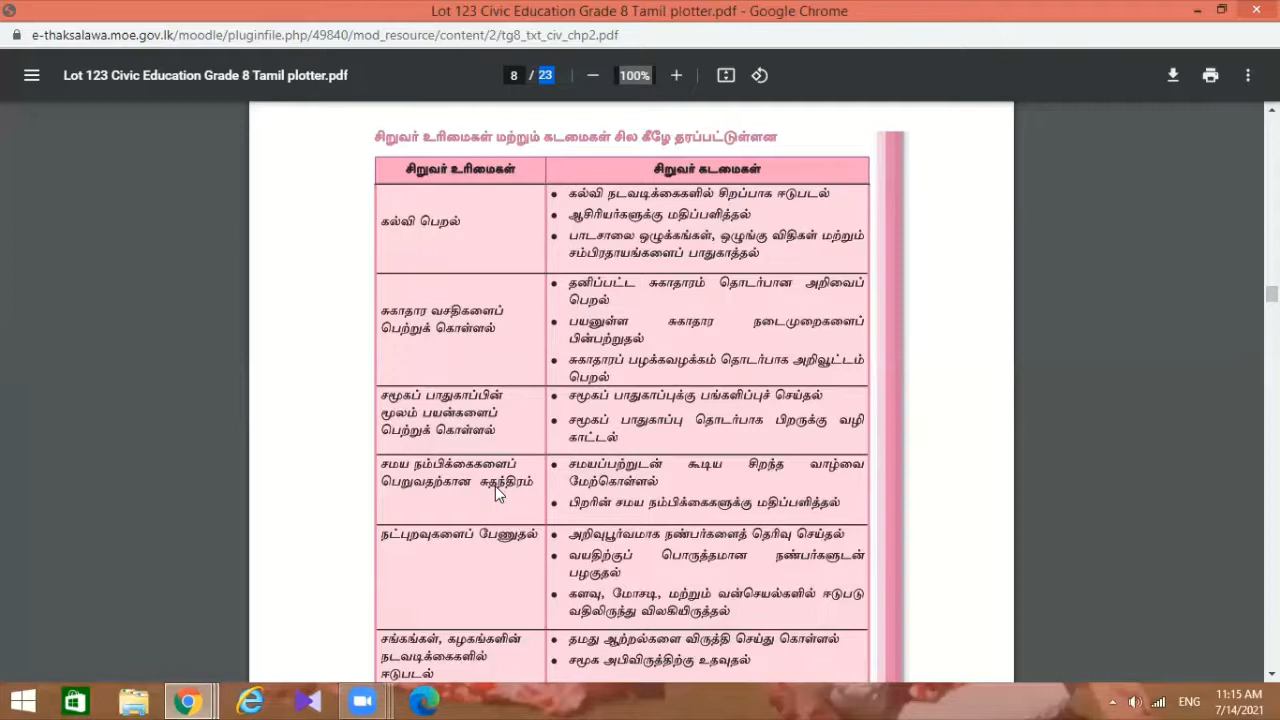 Lot 123 Civic Education Grade 8 Tamil plotter.pdf - Google Chrome
e-thaksalawa.moe.gov.lk/moodle/pluginfile.php/49840/mod_resource/content/2/tg8_txt_civ_chp2.pdf
Lot 123 Civic Education Grade 8 Tamil plotter.pdf
8 / 23
100%
சிறுவர் உரிமைகள் மற்றும் கடமைகள் சில கீழே தரப்பட்டுள்ளன
சிறுவர் உரிமைகள்
சிறுவர் கடமைகள்
கல்வி பெறல்
• கல்வி நடவடிக்கைகளில் சிறப்பாக ஈடுபடல்
• ஆசிரியர்களுக்கு மதிப்பளித்தல்
• பாடசாலை ஒழுக்கங்கள், ஒழுங்கு விதிகள் மற்றும்
சம்பிரதாயங்களைப் பாதுகாத்தல்
சுகாதார வசதிகளைப்
பெற்றுக் கொள்ளல்
• தனிப்பட்ட சுகாதாரம் தொடர்பான அறிவைப்
பெறல்
• பயனுள்ள சுகாதார நடைமுறைகளைப்
பின்பற்றுதல்
• சுகாதாரப் பழக்கவழக்கம் தொடர்பாக அறிவூட்டம்
பெறல்
சமூகப் பாதுகாப்பின்
மூலம் பயன்களைப்
பெற்றுக் கொள்ளல்
• சமூகப் பாதுகாப்புக்கு பங்களிப்புச் செய்தல்
• சமூகப் பாதுகாப்பு தொடர்பாக பிறருக்கு வழி
காட்டல்
சமய நம்பிக்கைகளைப்
பெறுவதற்கான சுதந்திரம்
• சமயப்பற்றுடன் கூடிய சிறந்த வாழ்வை
மேற்கொள்ளல்
• பிறரின் சமய நம்பிக்கைகளுக்கு மதிப்பளித்தல்
நட்புறவுகளைப் பேணுதல்
• அறிவுபூர்வமாக நண்பர்களைத் தெரிவு செய்தல்
• வயதிற்குப் பொருத்தமான நண்பர்களுடன்
பழகுதல்
• களவு, மோசடி, மற்றும் வன்செயல்களில் ஈடுபடு
வதிலிருந்து விலகியிருத்தல்
சங்கங்கள், கழகங்களின்
நடவடிக்கைகளில்
ஈடுபடல்
• தமது ஆற்றல்களை விருத்தி செய்து கொள்ளல்
• சமூக அபிவிருத்திற்கு உதவுதல்
ENG
11:15 AM
7/14/2021